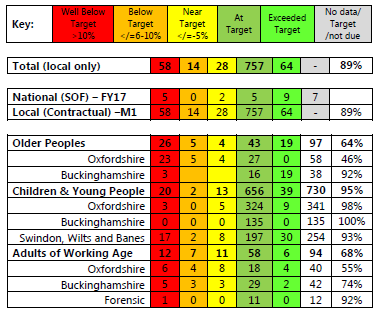 Key: Well Below Target >10% Below Target </=6-10% Near Target </=-5% At Target Exceeded Target No data/ Target /not due
Total (local only) 58 14 28 757 64 - 89%
National (SOF) – FY17 5 0 2 5 9 7
Local (Contractual) –M1 58 14 28 757 64 - 89%
Older Peoples 26 5 4 43 19 97 64%
Oxfordshire 23 5 4 27 0 58 46%
Buckinghamshire 3 16 19 38 92%
Children & Young People 20 2 13 656 39 730 95%
Oxfordshire 3 0 5 324 9 341 98%
Buckinghamshire 0 0 0 135 0 135 100%
Swindon, Wilts and Banes 17 2 8 197 30 254 93%
Adults of Working Age 12 7 11 58 6 94 68%
Oxfordshire 6 4 8 18 4 40 55%
Buckinghamshire 5 3 3 29 2 42 74%
Forensic 1 0 0 11 0 12 92%